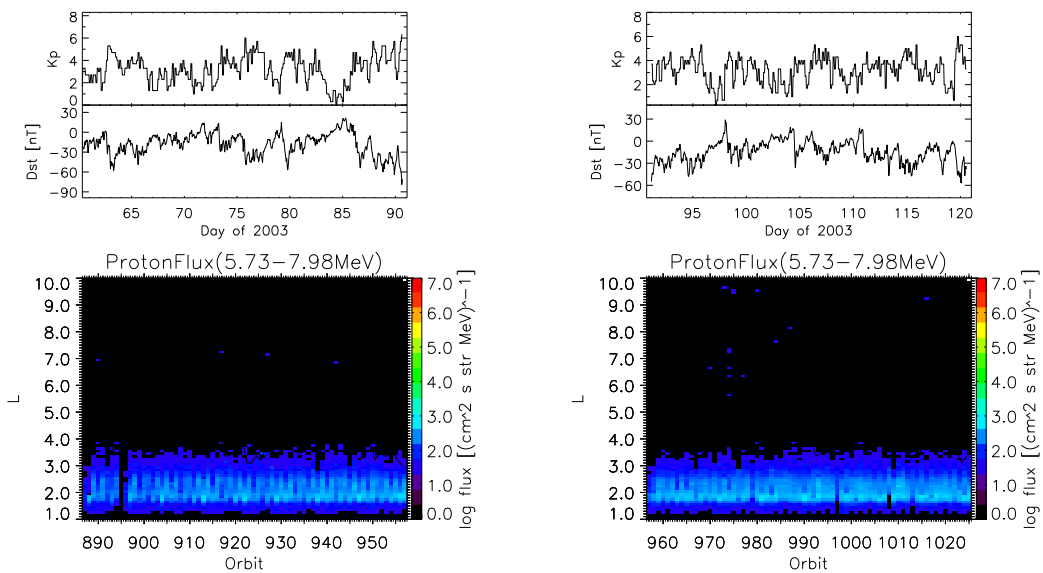 8
6
4
2
Kp
30
0
−30
−60
−90
Dst [nT]
65 70 75 80 85 90
Day of 2003
ProtonFlux(5.73−7.98MeV)
10.0
9.0
8.0
7.0
6.0
5.0
4.0
3.0
2.0
1.0
L
890 900 910 920 930 940 950
Orbit
7.0
6.0
5.0
4.0
3.0
2.0
1.0
0.0
log flux [(cm^2 s str MeV)^−1]
8
6
4
2
Kp
30
0
−30
−60
Dst [nT]
95 100 105 110 115 120
Day of 2003
ProtonFlux(5.73−7.98MeV)
10.0
9.0
8.0
7.0
6.0
5.0
4.0
3.0
2.0
1.0
L
960 970 980 990 1000 1010 1020
Orbit
7.0
6.0
5.0
4.0
3.0
2.0
1.0
0.0
log flux [(cm^2 s str MeV)^−1]